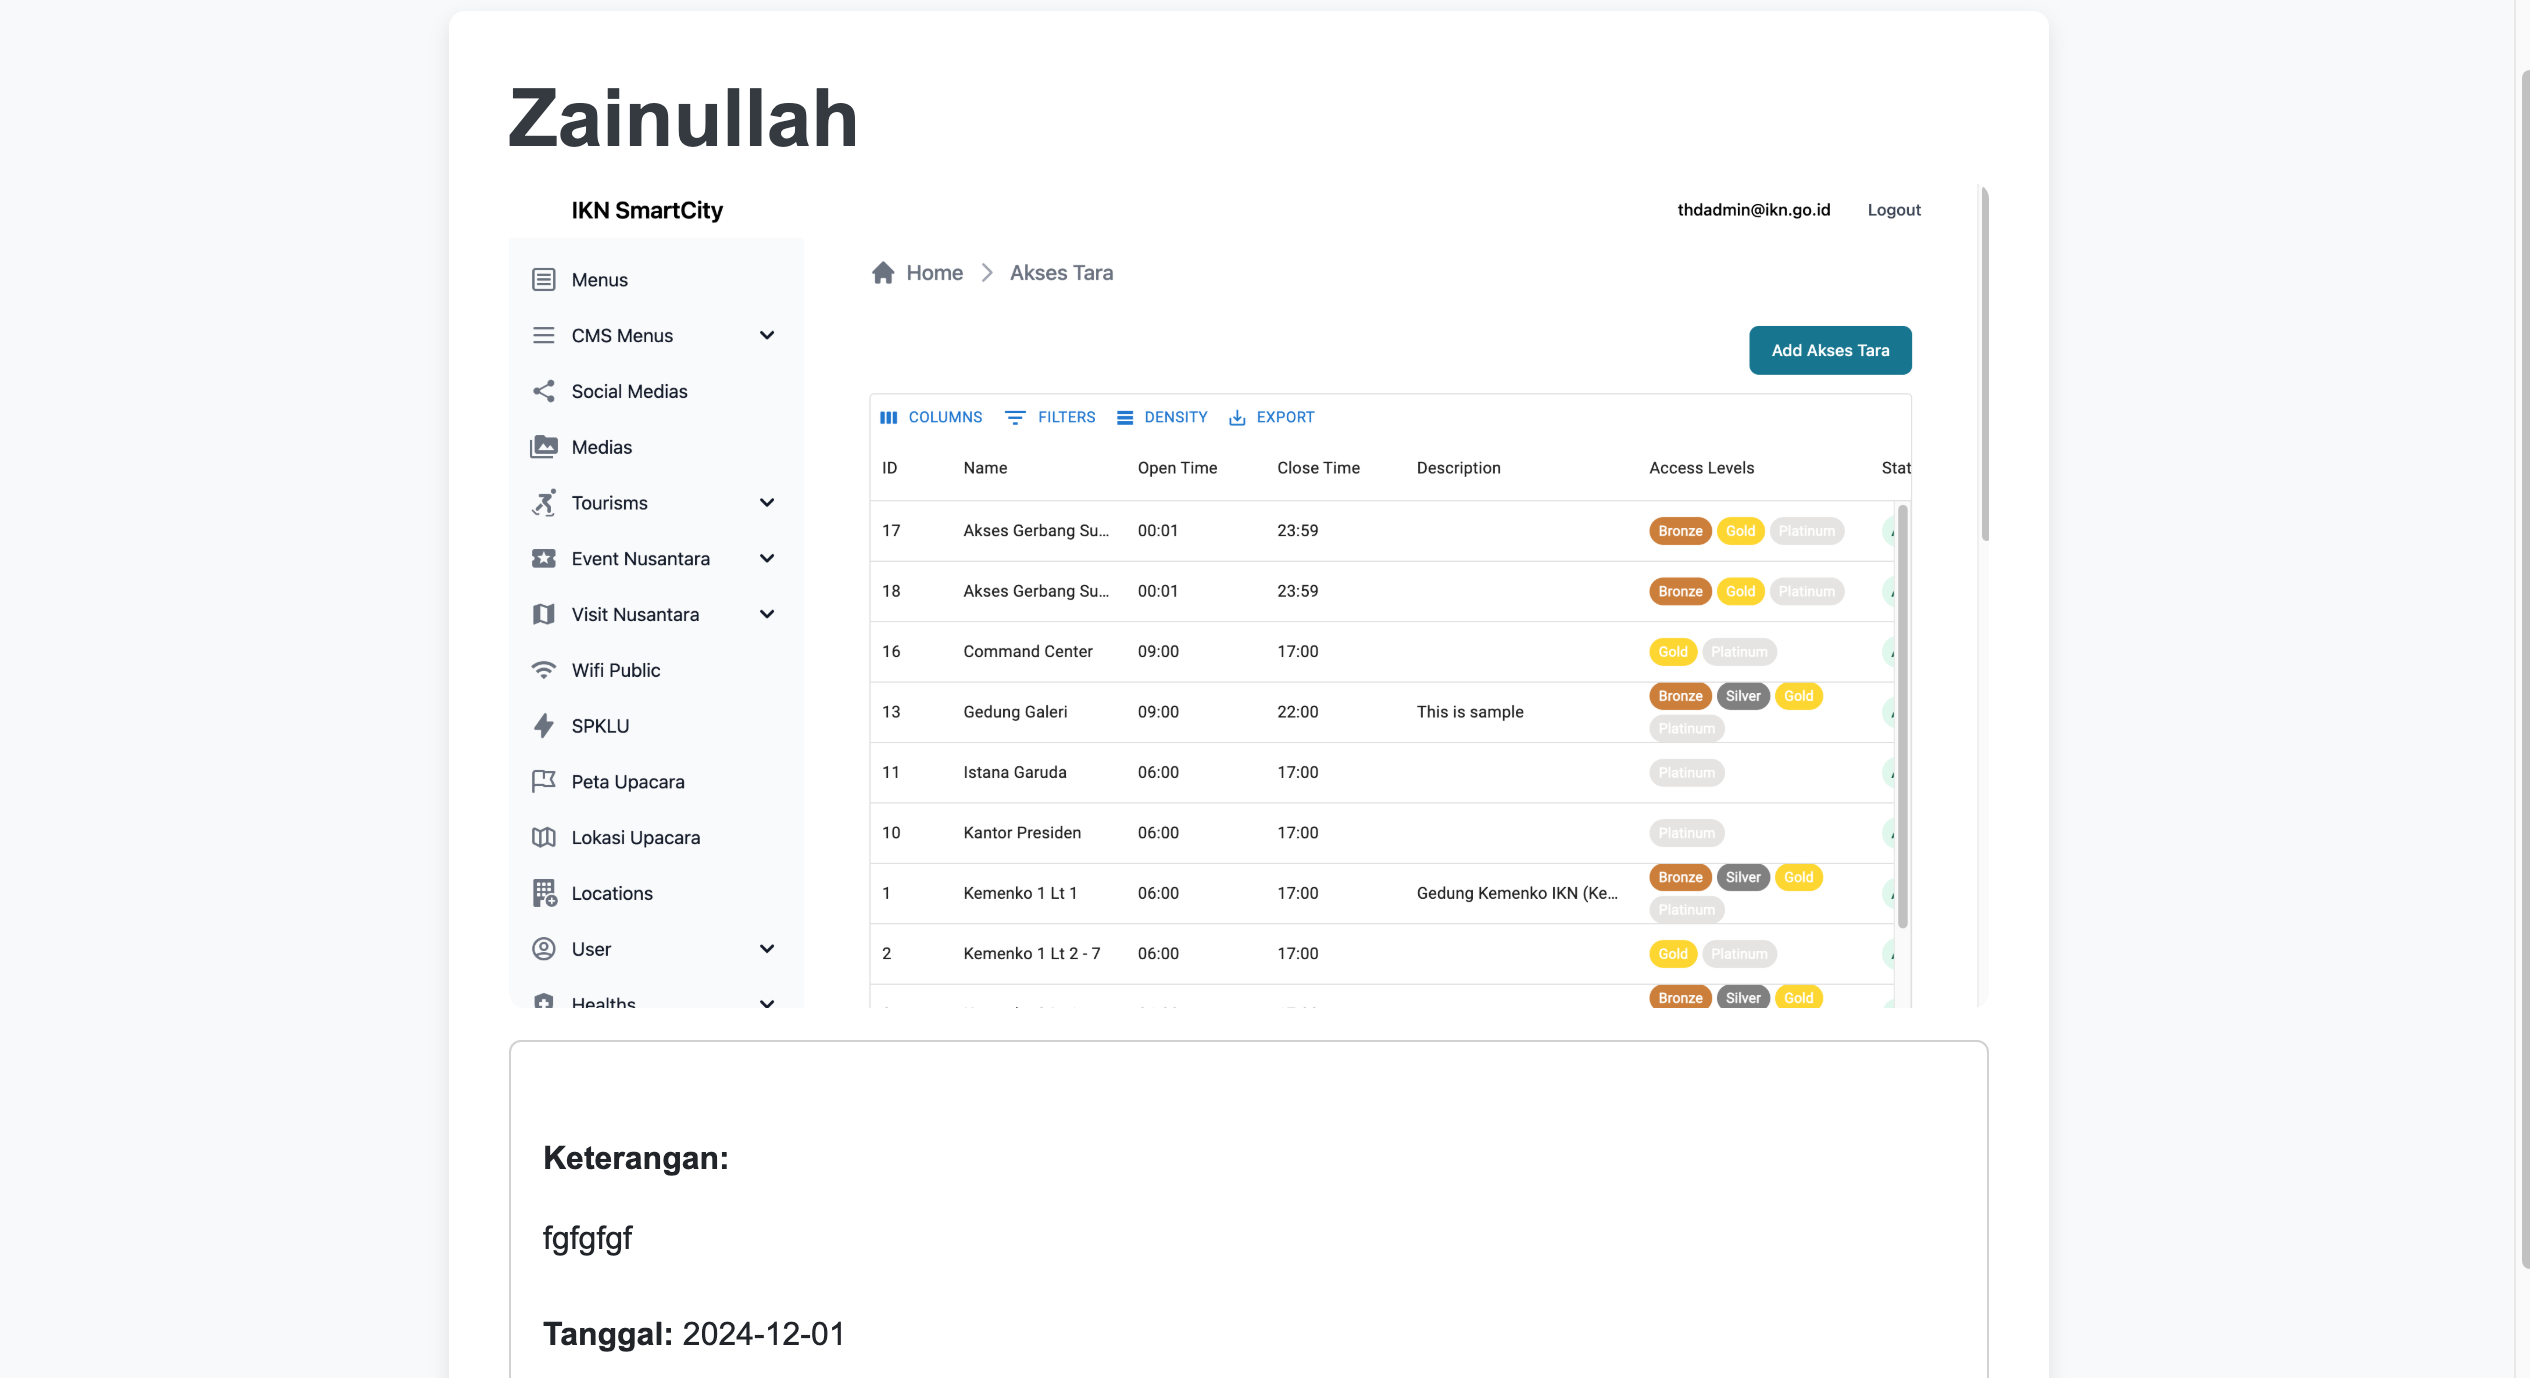 Zainullah
IKN SmartCity
thdadmin@ikn.go.id
Logout
Menus
CMS Menus
Social Medias
Medias
Tourisms
Event Nusantara
Visit Nusantara
Wifi Public
SPKLU
Peta Upacara
Lokasi Upacara
Locations
User
Healths
Home
Akses Tara
Add Akses Tara
COLUMNS FILTERS DENSITY EXPORT
ID Name Open Time Close Time Description Access Levels Stat
17 Akses Gerbang Su... 00:01 23:59 Bronze Gold Platinum
18 Akses Gerbang Su... 00:01 23:59 Bronze Gold Platinum
16 Command Center 09:00 17:00 Gold Platinum
13 Gedung Galeri 09:00 22:00 This is sample Bronze Silver Gold
Platinum
11 Istana Garuda 06:00 17:00 Platinum
10 Kantor Presiden 06:00 17:00 Platinum
1 Kemenko 1 Lt 1 06:00 17:00 Gedung Kemenko IKN (Ke... Bronze Silver Gold
Platinum
2 Kemenko 1 Lt 2 - 7 06:00 17:00 Gold Platinum
Bronze Silver Gold
Keterangan:
fgfgfgf
Tanggal: 2024-12-01